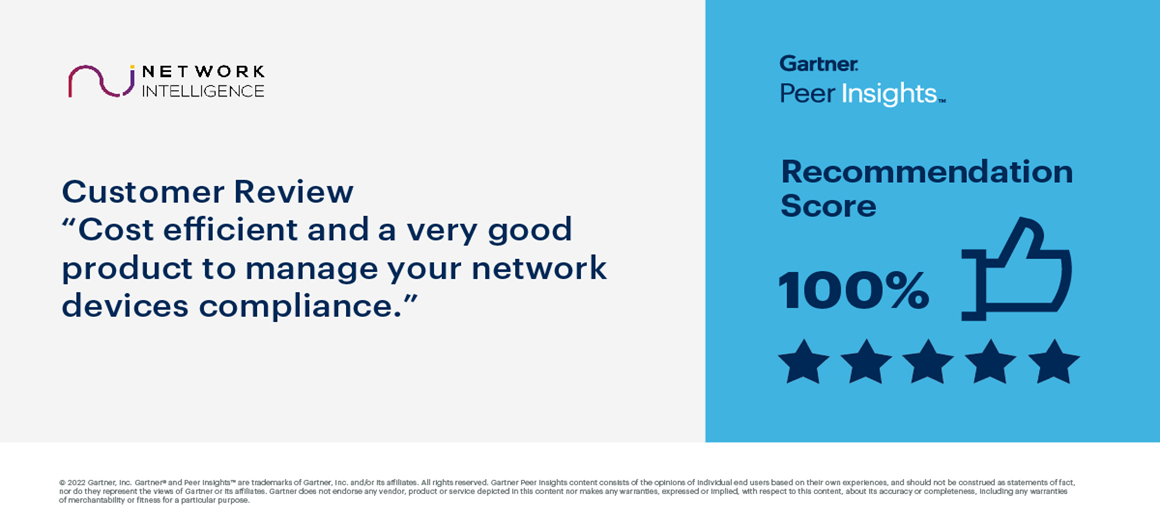 NETWORK
INTELLIGENCE
Customer Review
“Cost efficient and a very good
product to manage your network
devices compliance.”
Gartner.
Peer Insights™
Recommendation
Score
100%
© 2022 Gartner, Inc. Gartner® and Peer Insights™ are trademarks of Gartner, Inc. and/or its affiliates. All rights reserved. Gartner Peer Insights content consists of the opinions of individual end users based on their own experiences, and should not be construed as statements of fact,
nor do they represent the views of Gartner or its affiliates. Gartner does not endorse any vendor, product or service depicted in this content nor makes any warranties, expressed or implied, with respect to this content, about its accuracy or completeness, including any warranties
of merchantability or fitness for a particular purpose.